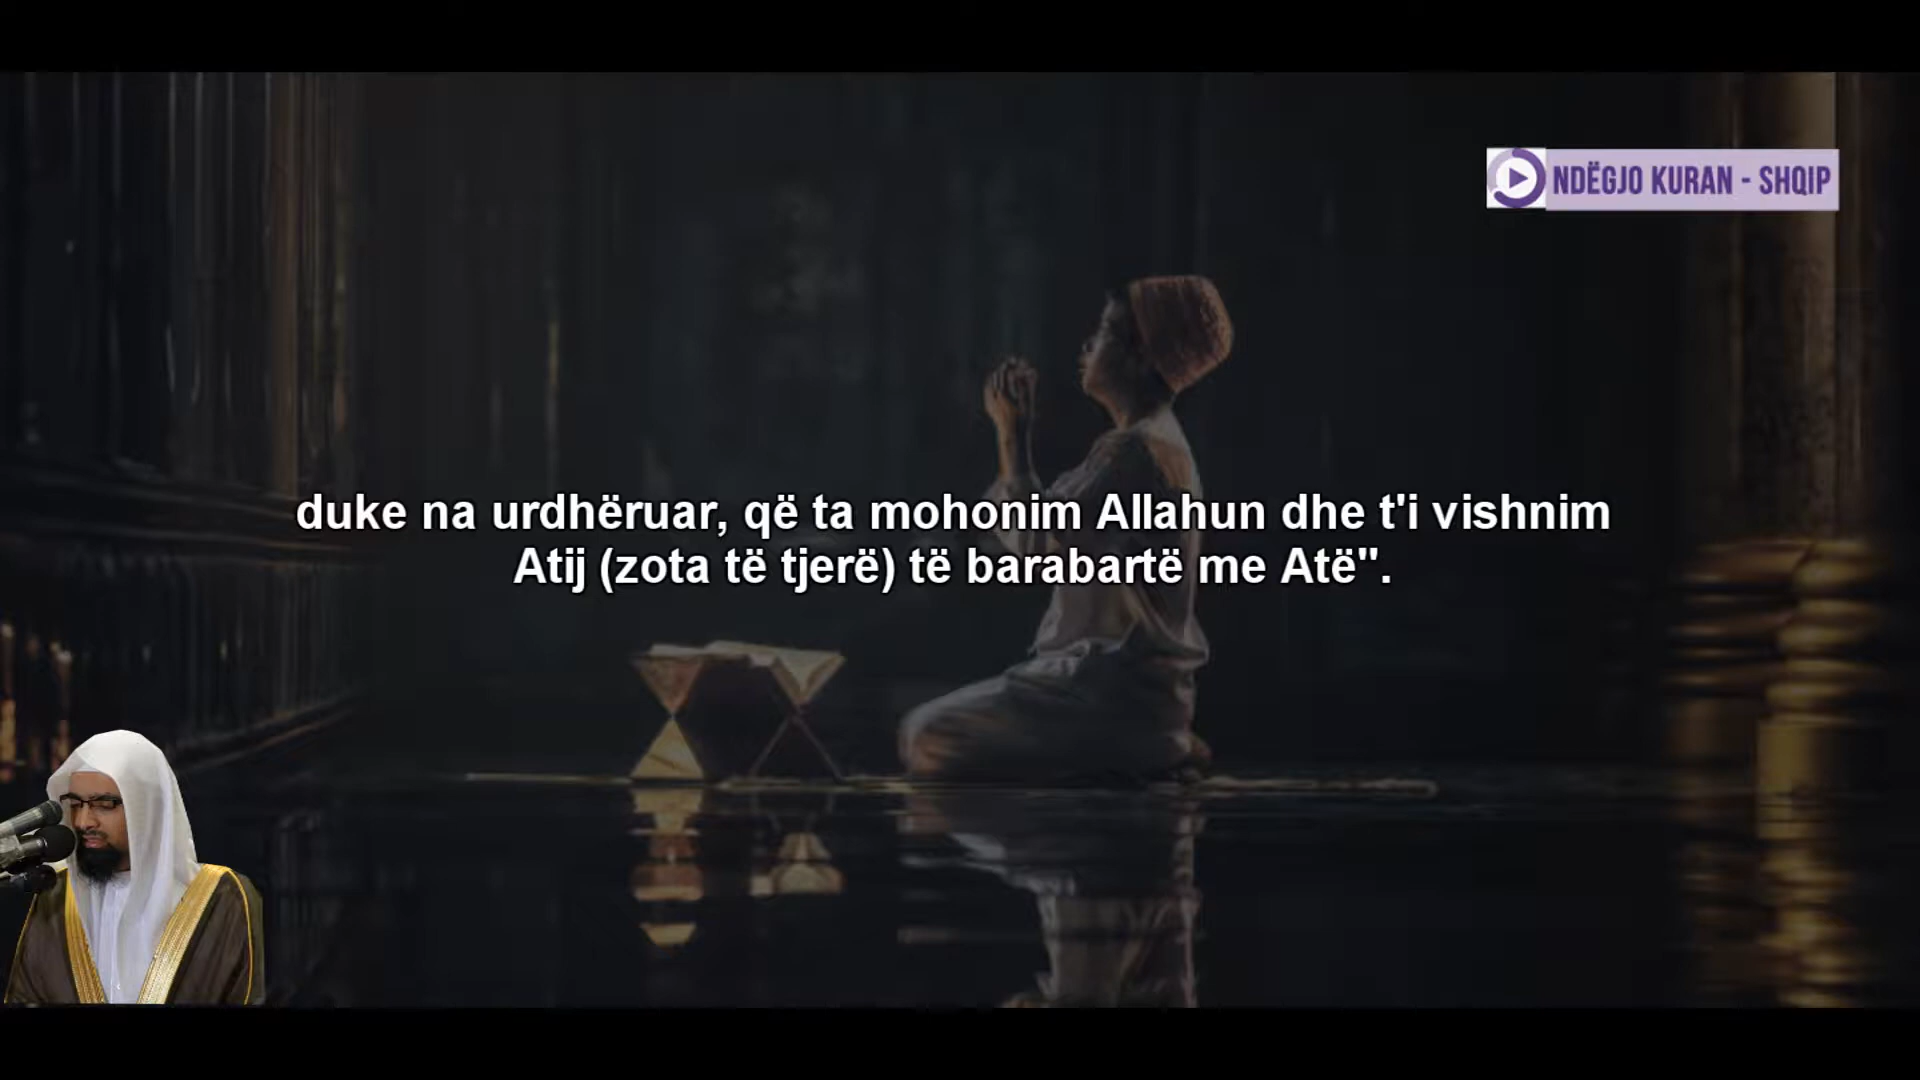 NDËGJO KURAN - SHQIP
duke na urdhëruar, që ta mohonim Allahun dhe t'i vishnim
Atij (zota të tjerë) të barabartë me Atë".